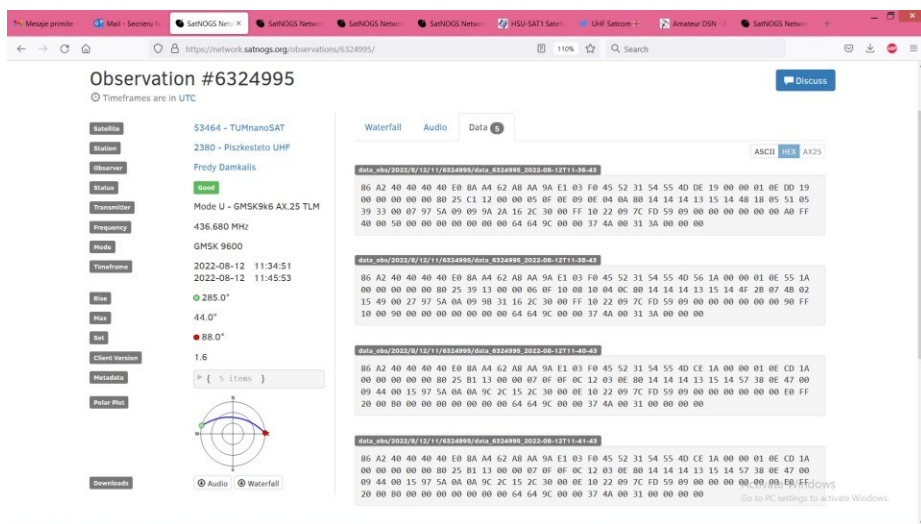 Mesaje primite
Mail - Secrieru N
SatNOGS Netw
SatNOGS Networ
SatNOGS Networ
SatNOGS Networ
HSU-SAT1 Satelli
UHF Satcom
Amateur DSN -
SatNOGS Networ
https://network.satnogs.org/observations/6324995/
110%
Search
Observation #6324995
Discuss
Timeframes are in UTC
Satellite 53464 - TUMnanoSAT
Station 2380 - Piszkesteto UHF
Observer Fredy Damkalis
Status Good
Transmitter Mode U - GMSK9k6 AX.25 TLM
Frequency 436.680 MHz
Mode GMSK 9600
Timeframe 2022-08-12 11:34:51
2022-08-12 11:45:53
Rise 285.0°
Max 44.0°
Set 88.0°
Client Version 1.6
Metadata { 5 items }
Polar Plot
N
Downloads Audio Waterfall
Waterfall Audio Data 5
ASCII HEX AX25
data_obs/2022/8/12/11/6324995/data_6324995_2022-08-12T11-36-43
86 A2 40 40 40 40 E0 8A A4 62 A8 AA 9A E1 03 F0 45 52 31 54 55 4D DE 19 00 00 01 0E DD 19
00 00 00 00 00 80 25 C1 12 00 00 05 0F 0E 09 0E 04 0A 80 14 14 14 13 15 14 48 18 05 51 05
39 33 00 07 97 5A 09 09 9A 2A 16 2C 30 00 FF 10 22 09 7C FD 59 09 00 00 00 00 00 00 A0 FF
40 00 50 00 00 00 00 00 00 00 64 64 9C 00 00 37 4A 00 31 3A 00 00 00
data_obs/2022/8/12/11/6324995/data_6324995_2022-08-12T11-38-43
86 A2 40 40 40 40 E0 8A A4 62 A8 AA 9A E1 03 F0 45 52 31 54 55 4D 56 1A 00 00 01 0E 55 1A
00 00 00 00 00 80 25 39 13 00 00 06 0F 10 08 10 04 0C 80 14 14 14 13 15 14 4F 2B 07 4B 02
15 49 00 27 97 5A 0A 09 9B 31 16 2C 30 00 FF 10 22 09 7C FD 59 09 00 00 00 00 00 00 90 FF
10 00 90 00 00 00 00 00 00 00 64 64 9C 00 00 37 4A 00 31 3A 00 00 00
data_obs/2022/8/12/11/6324995/data_6324995_2022-08-12T11-40-43
86 A2 40 40 40 40 E0 8A A4 62 A8 AA 9A E1 03 F0 45 52 31 54 55 4D CE 1A 00 00 01 0E CD 1A
00 00 00 00 00 80 25 B1 13 00 00 07 0F 0F 0C 12 03 0E 80 14 14 14 13 15 14 57 38 0E 47 00
09 44 00 15 97 5A 0A 0A 9C 2C 15 2C 30 00 0E 10 22 09 7C FD 59 09 00 00 00 00 00 00 E0 FF
20 00 B0 00 00 00 00 00 00 00 64 64 9C 00 00 37 4A 00 31 00 00 00 00
data_obs/2022/8/12/11/6324995/data_6324995_2022-08-12T11-41-43
86 A2 40 40 40 40 E0 8A A4 62 A8 AA 9A E1 03 F0 45 52 31 54 55 4D CE 1A 00 00 01 0E CD 1A
00 00 00 00 00 80 25 B1 13 00 00 07 0F 0F 0C 12 03 0E 80 14 14 14 13 15 14 57 38 0E 47 00
09 44 00 15 97 5A 0A 0A 9C 2C 15 2C 30 00 0E 10 22 09 7C FD 59 09 00 00 00 00 00 00 E0 FF
20 00 B0 00 00 00 00 00 00 00 64 64 9C 00 00 37 4A 00 31 00 00 00 00
Activate Windows
Go to PC settings to activate Windows.